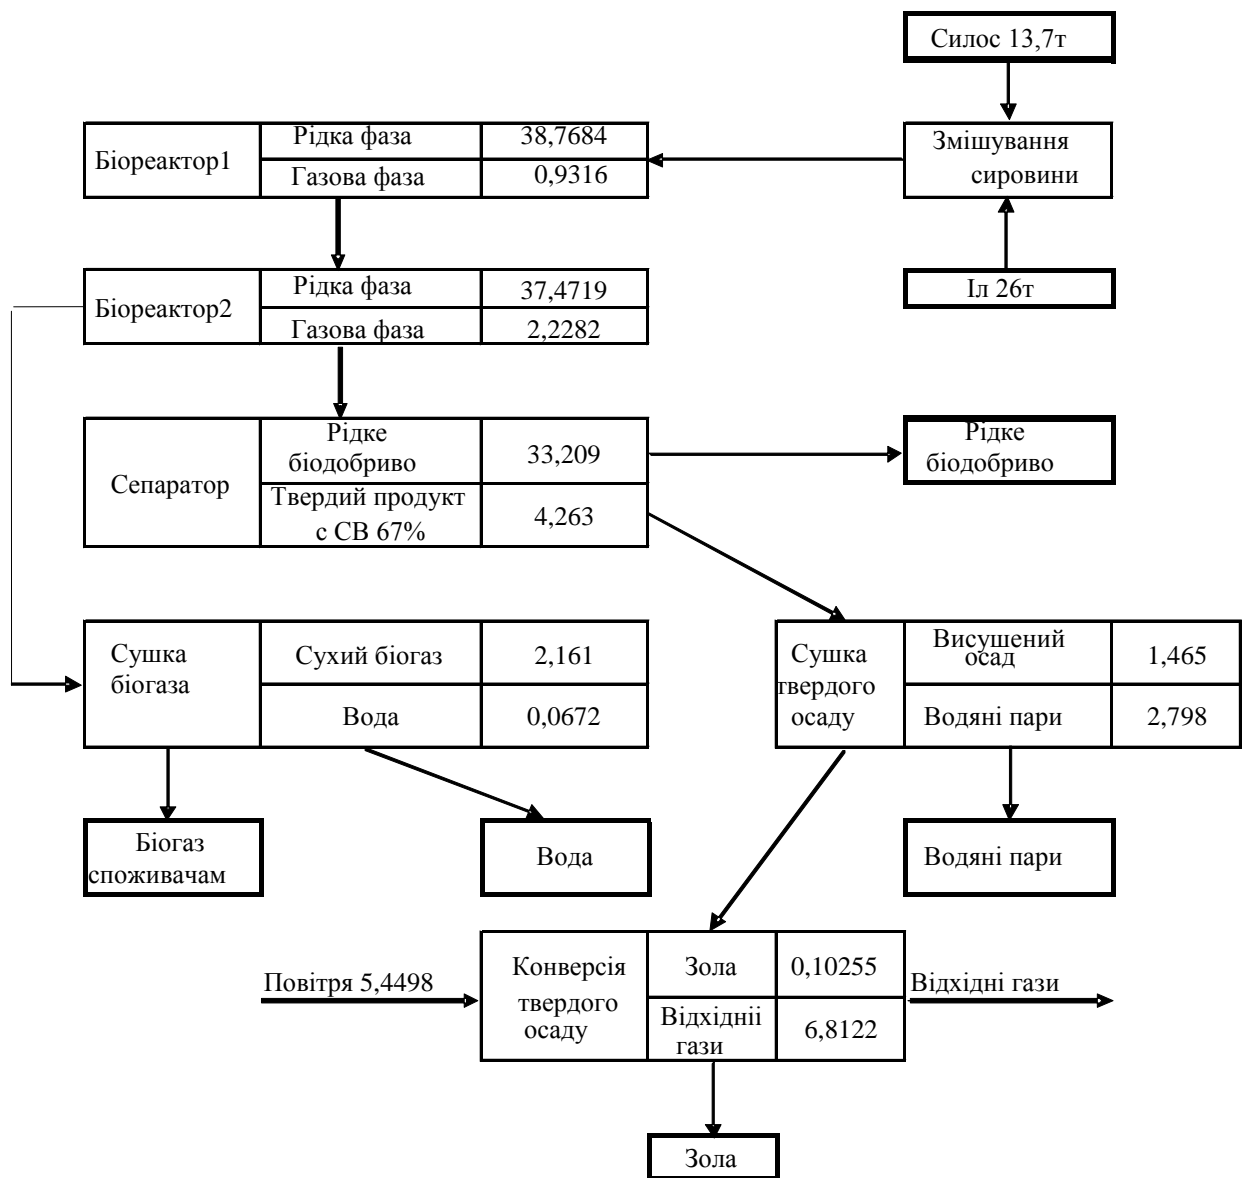 Силос 13,7т
Біореактор1
Рідка фаза
38,7684
Газова фаза
0,9316
Змішування
сировини
Іл 26т
Біореактор2
Рідка фаза
37,4719
Газова фаза
2,2282
Сепаратор
Рідке
біодобриво
33,209
Твердий продукт
с СВ 67%
4,263
Рідке
біодобриво
Сушка
біогаза
Сухий біогаз
2,161
Вода
0,0672
Сушка
твердого
осаду
Висушений
осад
1,465
Водяні пари
2,798
Біогаз
споживачам
Вода
Водяні пари
Повітря 5,4498
Конверсія
твердого
осаду
Зола
0,10255
Відхідніі
гази
6,8122
Відхідні гази
Зола